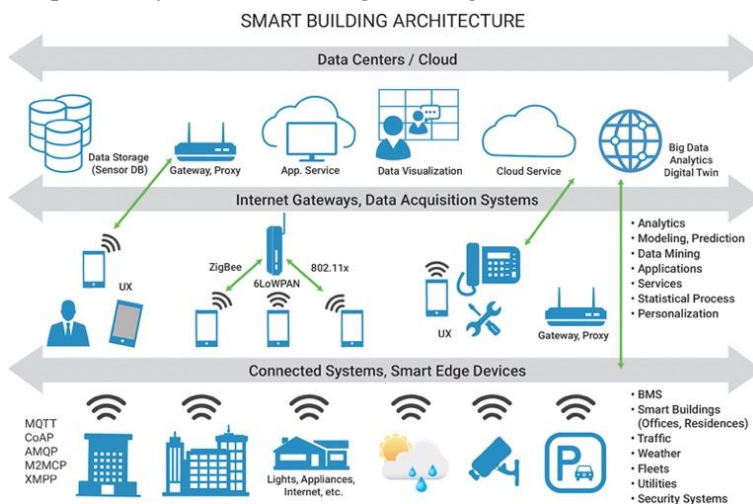 SMART BUILDING ARCHITECTURE
Data Centers / Cloud
Data Storage
(Sensor DB)
Gateway, Proxy
App. Service
Data Visualization
Cloud Service
Big Data
Analytics
Digital Twin
Internet Gateways, Data Acquisition Systems
UX
ZigBee
6LoWPAN
802.11x
UX
Gateway, Proxy
• Analytics
• Modeling, Prediction
• Data Mining
• Applications
• Services
• Statistical Process
• Personalization
Connected Systems, Smart Edge Devices
MQTT
CoAP
AMQP
M2MCP
XMPP
Lights, Appliances,
Internet, etc.
P
• BMS
• Smart Buildings
(Offices, Residences)
• Traffic
• Weather
• Fleets
• Utilities
• Security Systems